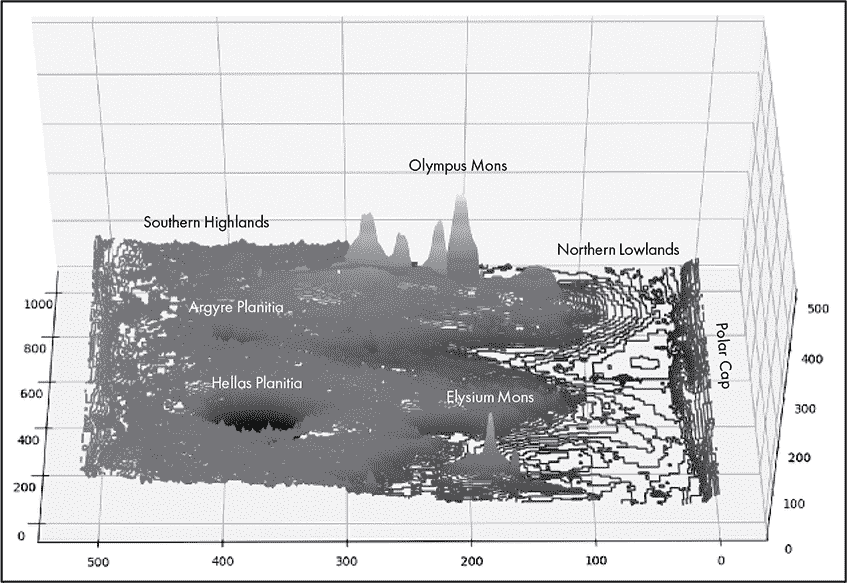 Olympus Mons
Southern Highlands
Northern Lowlands
Argyre Planitia
Polar Cap
Hellas Planitia
Elysium Mons
1000
800
600
400
200
0
500
400
300
200
100
0
500
400
300
200
100
0